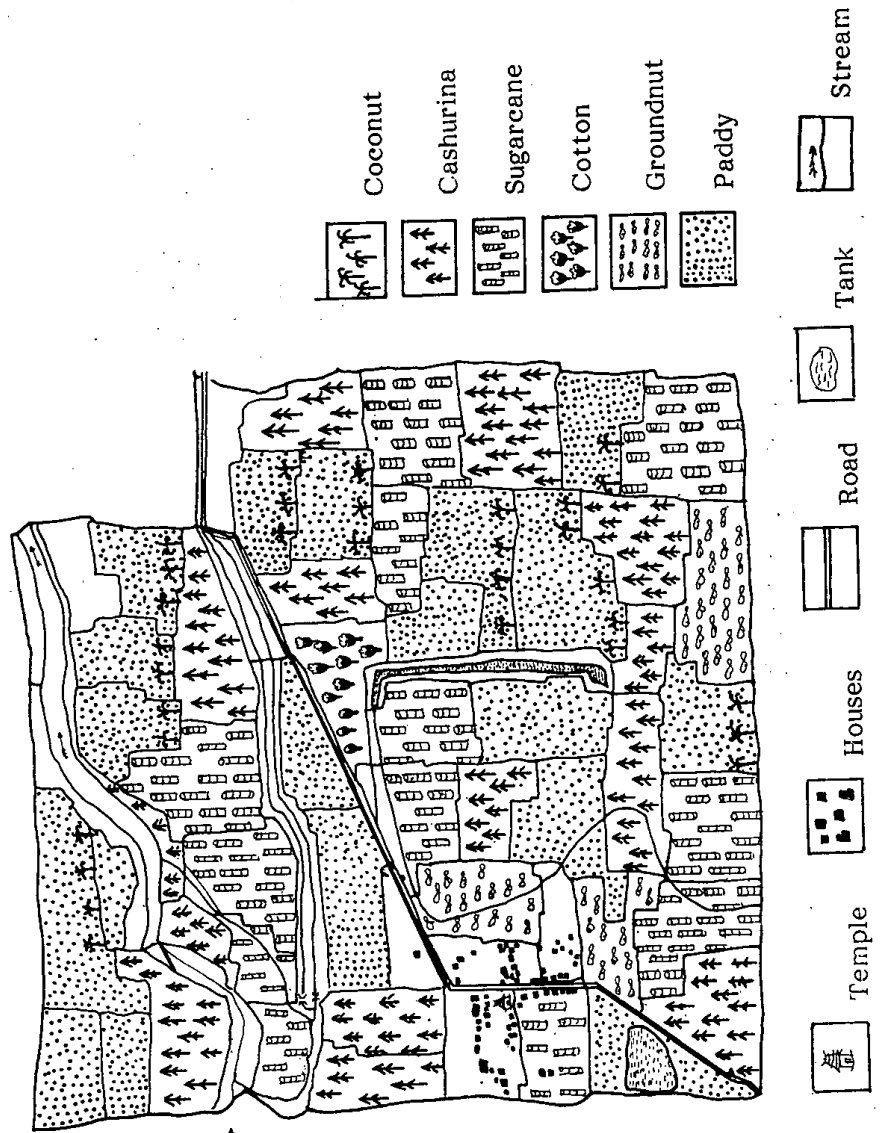 Coconut
Cashurina
Sugarcane
Cotton
Groundnut
Paddy
Temple Houses Road Tank Stream